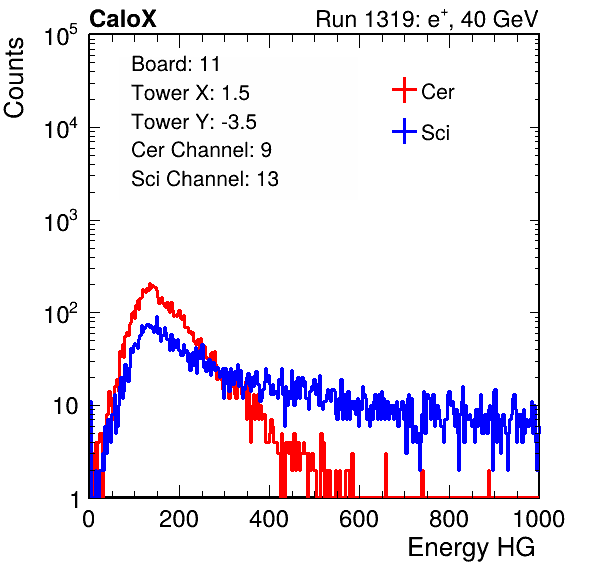 CaloX Run 1319: e⁺, 40 GeV
Counts
10⁵
10⁴
10³
10²
10
1
Board: 11
Tower X: 1.5
Tower Y: -3.5
Cer Channel: 9
Sci Channel: 13
Cer
Sci
0 200 400 600 800 1000
Energy HG